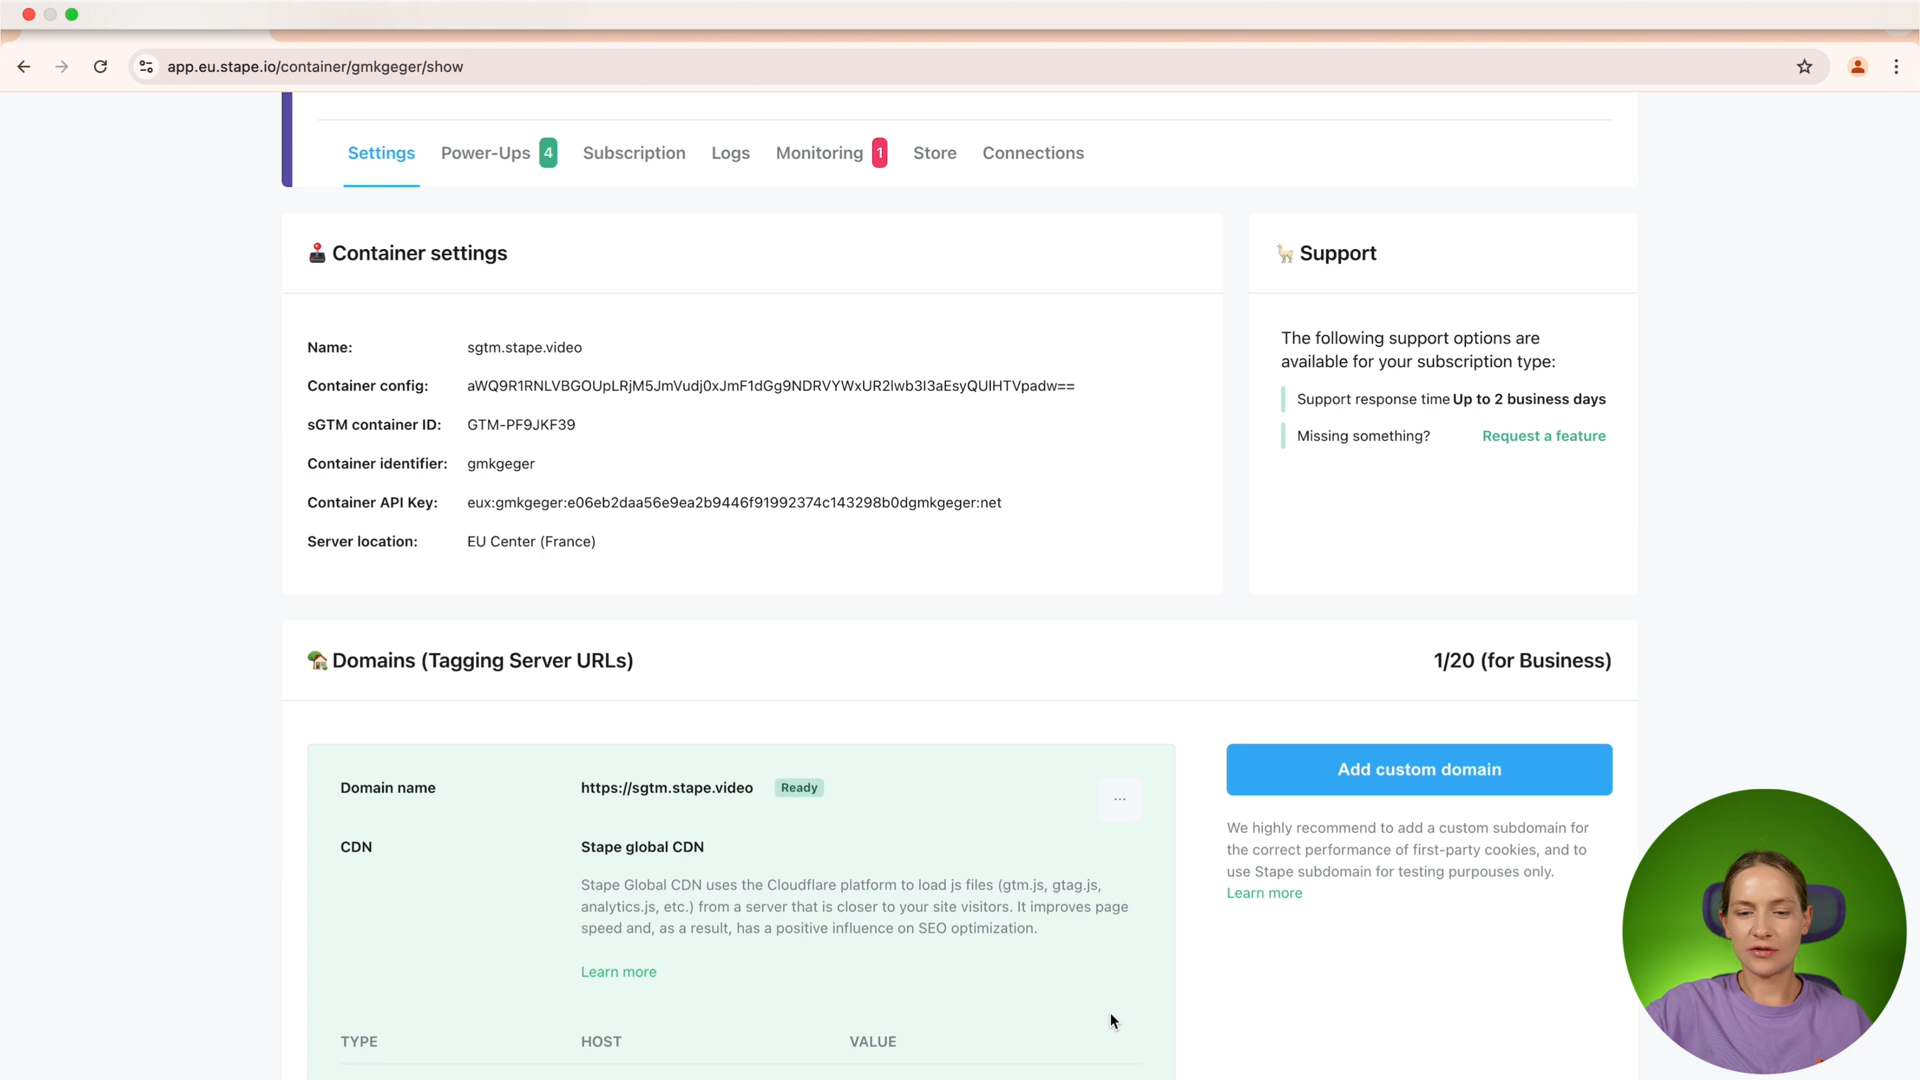 app.eu.stape.io/container/gmkgeger/show
Settings Power-Ups 4 Subscription Logs Monitoring 1 Store Connections
Container settings
Name: sgtm.stape.video
Container config: aWQ9R1RNLVBGOUpLRjM5JmVudj0xJmF1dGg9NDRVYWxUR2lwb3l3aEsyQUlHTVpadw==
sGTM container ID: GTM-PF9JKF39
Container identifier: gmkgeger
Container API Key: eux:gmkgeger:e06eb2daa56e9ea2b9446f91992374c143298b0dgmkgeger:net
Server location: EU Center (France)
Support
The following support options are
available for your subscription type:
Support response time Up to 2 business days
Missing something? Request a feature
Domains (Tagging Server URLs)
1/20 (for Business)
Domain name https://sgtm.stape.video Ready
...
CDN Stape global CDN
Stape Global CDN uses the Cloudflare platform to load js files (gtm.js, gtag.js,
analytics.js, etc.) from a server that is closer to your site visitors. It improves page
speed and, as a result, has a positive influence on SEO optimization.
Learn more
TYPE HOST VALUE
Add custom domain
We highly recommend to add a custom subdomain for
the correct performance of first-party cookies, and to
use Stape subdomain for testing purpouses only.
Learn more